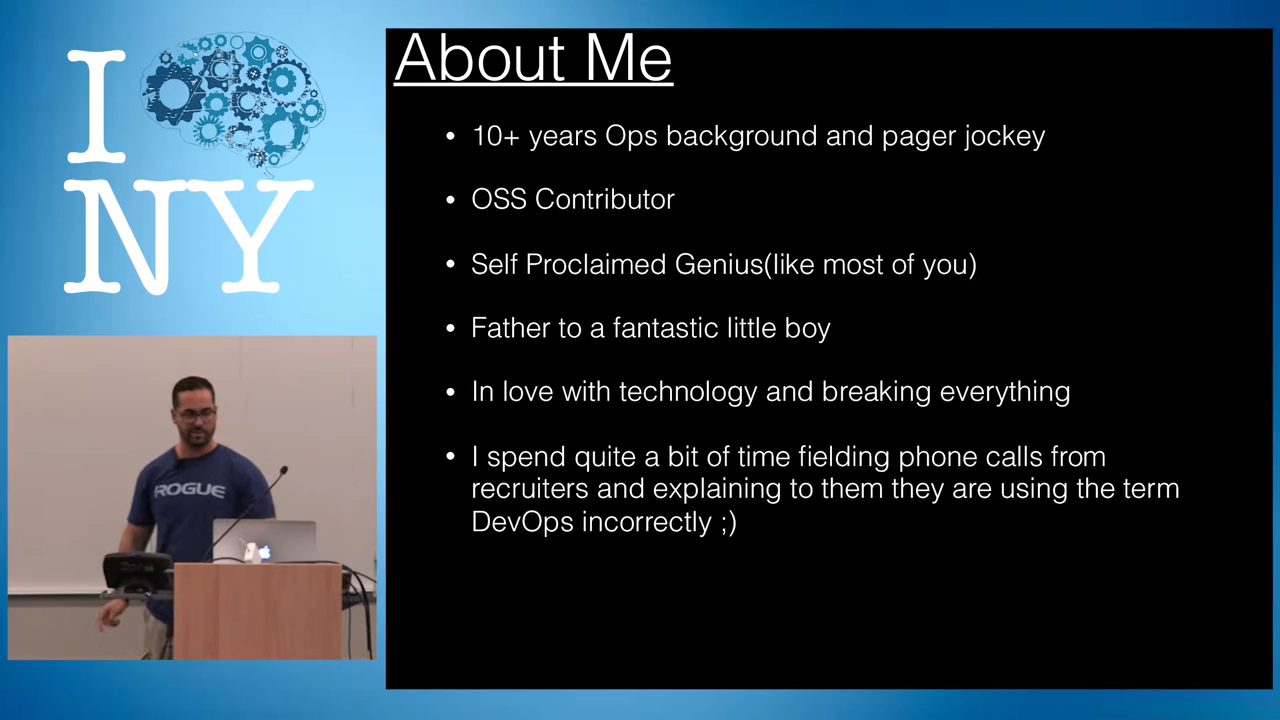 I
NY
ROGUE
About Me
• 10+ years Ops background and pager jockey
• OSS Contributor
• Self Proclaimed Genius(like most of you)
• Father to a fantastic little boy
• In love with technology and breaking everything
• I spend quite a bit of time fielding phone calls from
recruiters and explaining to them they are using the term
DevOps incorrectly ;)